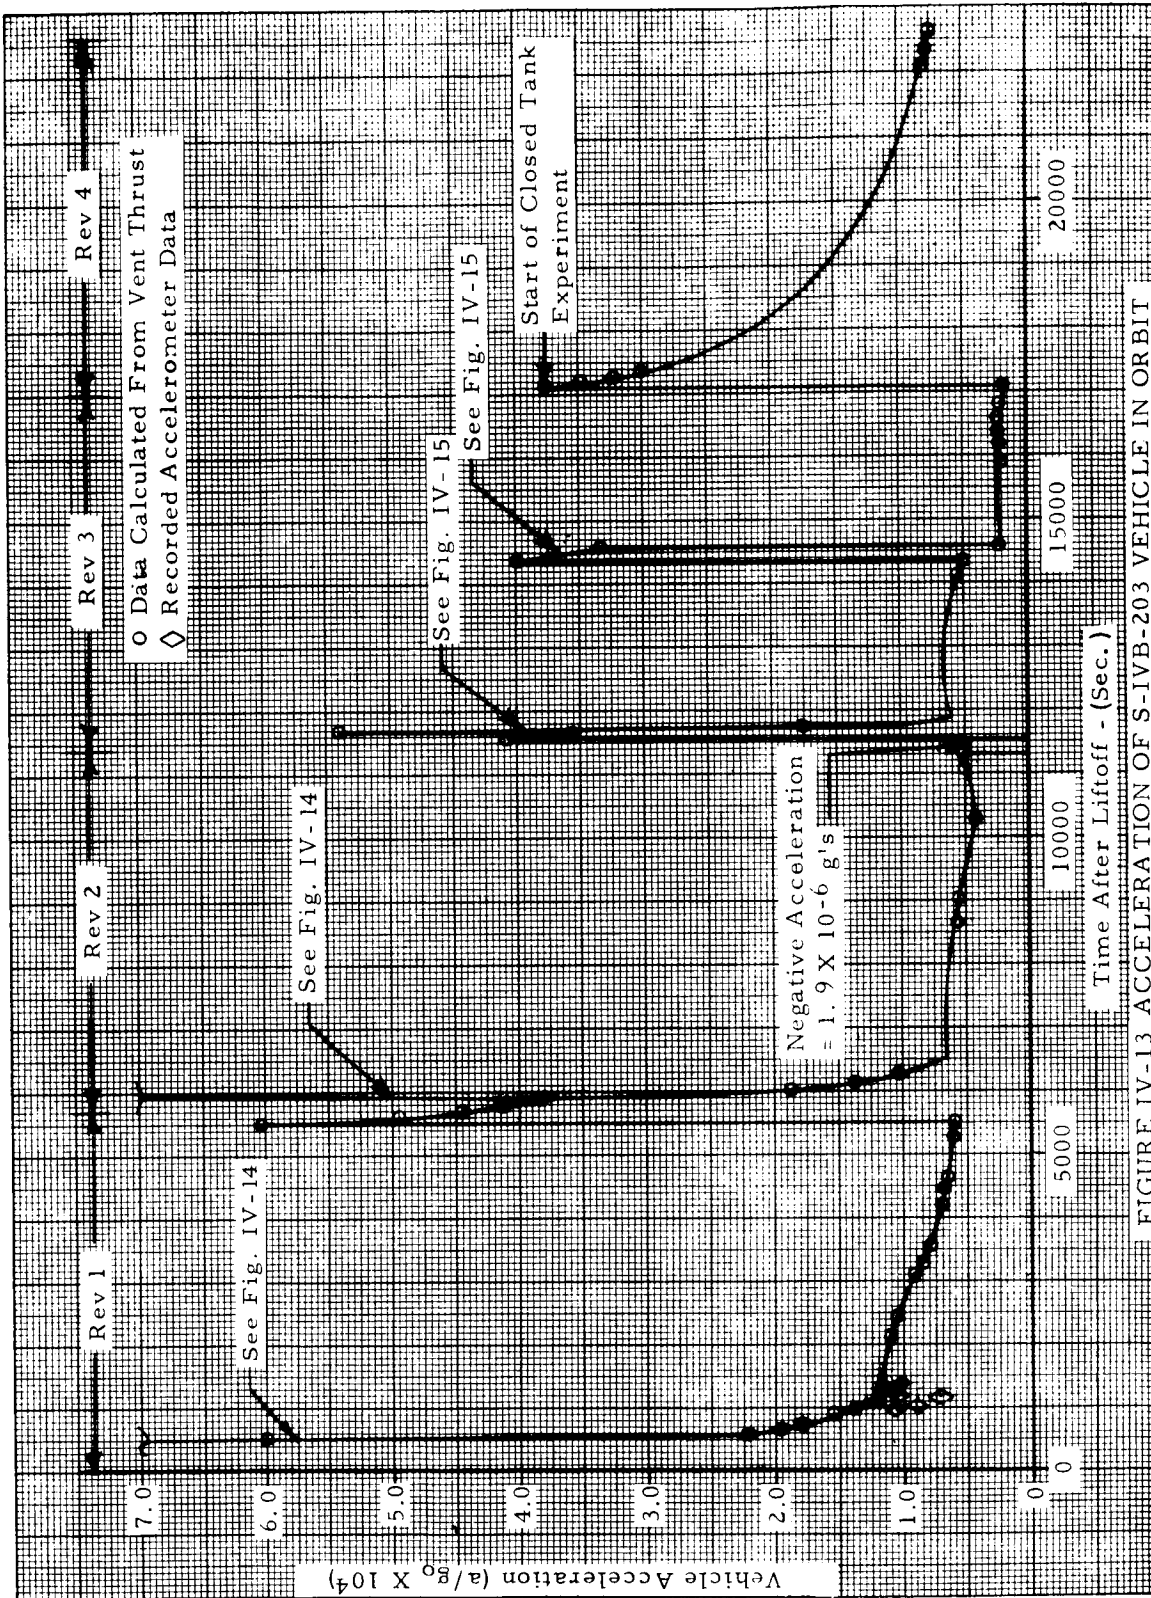 Rev 1
Rev 2
Rev 3
Rev 4
o Data Calculated From Vent Thrust
◇ Recorded Accelerometer Data
See Fig. IV-14
See Fig. IV-14
See Fig. IV-15
See Fig. IV-15
Start of Closed Tank
Experiment
Negative Acceleration
= 1.9 X 10-6 g's
7.0
6.0
5.0
4.0
3.0
2.0
1.0
0
Vehicle Acceleration (a/go X 104)
0
5000
10000
15000
20000
Time After Liftoff - (Sec.)
FIGURE IV-13 ACCELERATION OF S-IVB-203 VEHICLE IN ORBIT